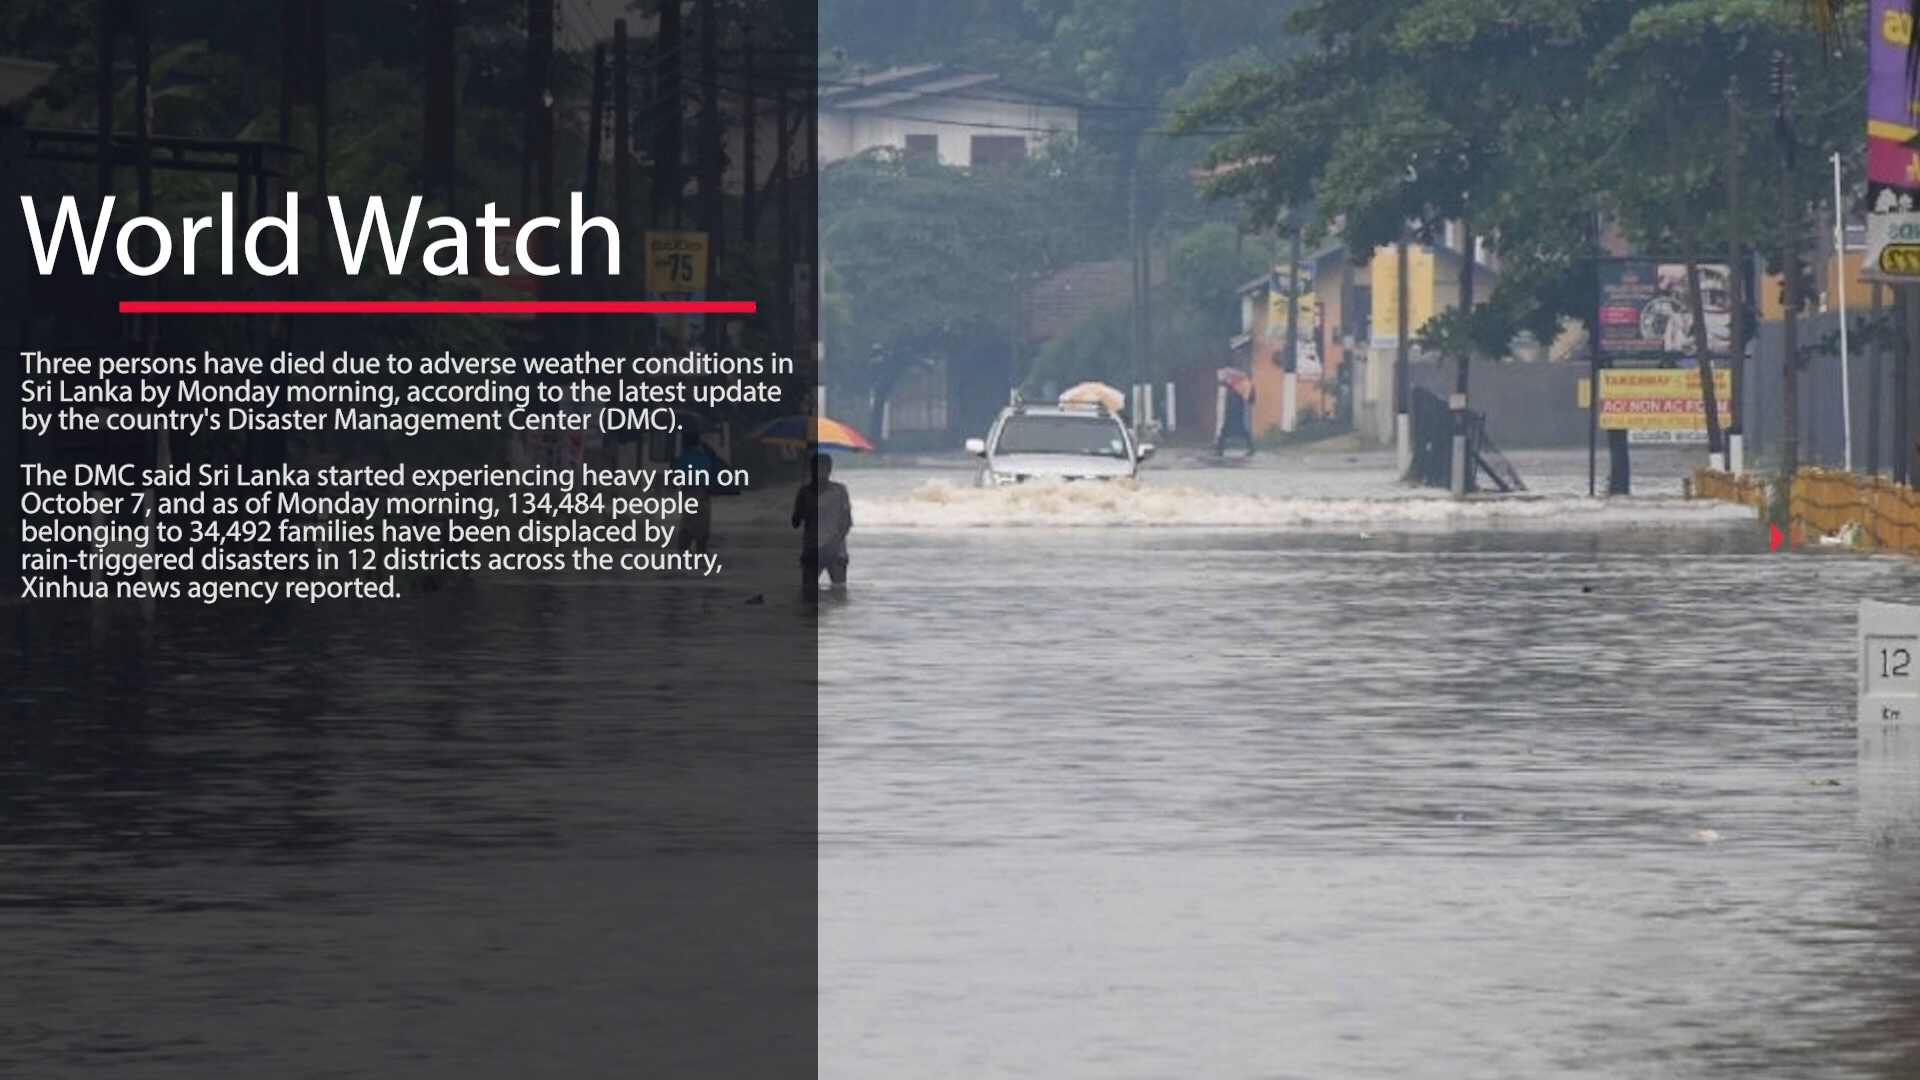 World Watch
Three persons have died due to adverse weather conditions in
Sri Lanka by Monday morning, according to the latest update
by the country's Disaster Management Center (DMC).
The DMC said Sri Lanka started experiencing heavy rain on
October 7, and as of Monday morning, 134,484 people
belonging to 34,492 families have been displaced by
rain-triggered disasters in 12 districts across the country,
Xinhua news agency reported.
75
TAKEAWAY
12
km